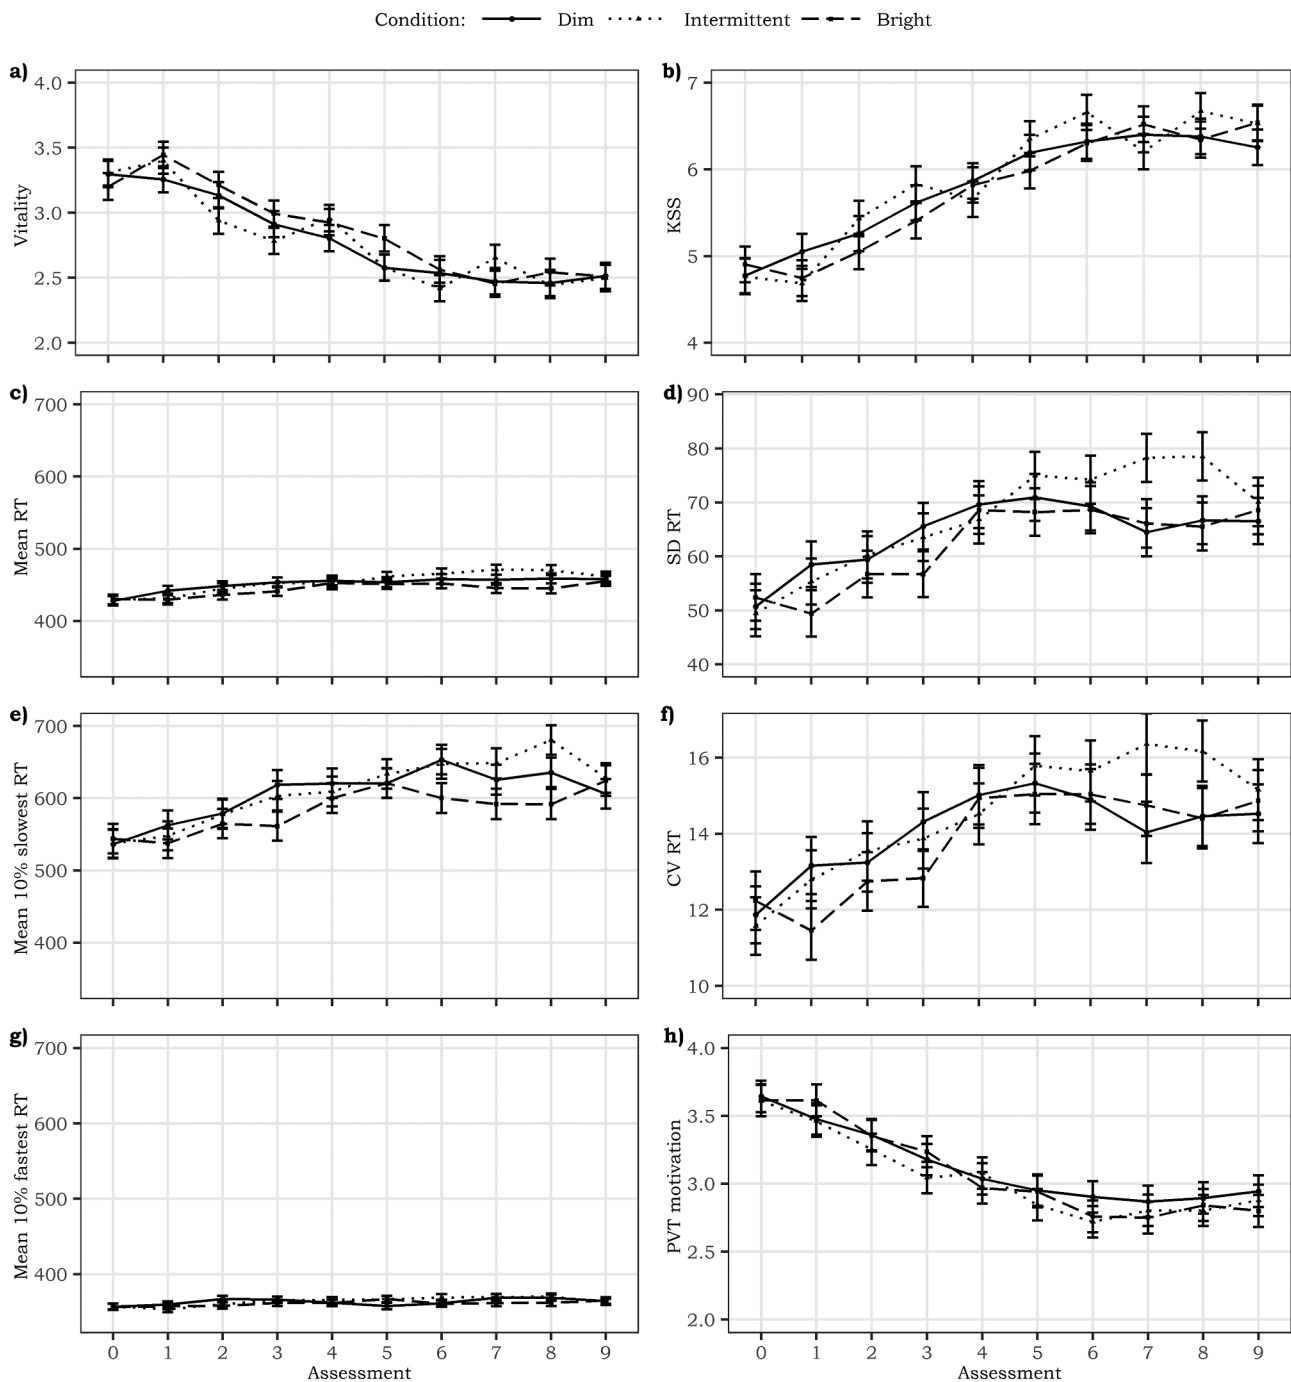 Condition: Dim Intermittent Bright
a)
4.0
3.5
3.0
2.5
2.0
Vitality
b)
7
6
5
4
KSS
c)
700
600
500
400
Mean RT
d)
90
80
70
60
50
40
SD RT
e)
700
600
500
400
Mean 10% slowest RT
f)
16
14
12
10
CV RT
g)
700
600
500
400
Mean 10% fastest RT
0 1 2 3 4 5 6 7 8 9
Assessment
h)
4.0
3.5
3.0
2.5
2.0
PVT motivation
0 1 2 3 4 5 6 7 8 9
Assessment